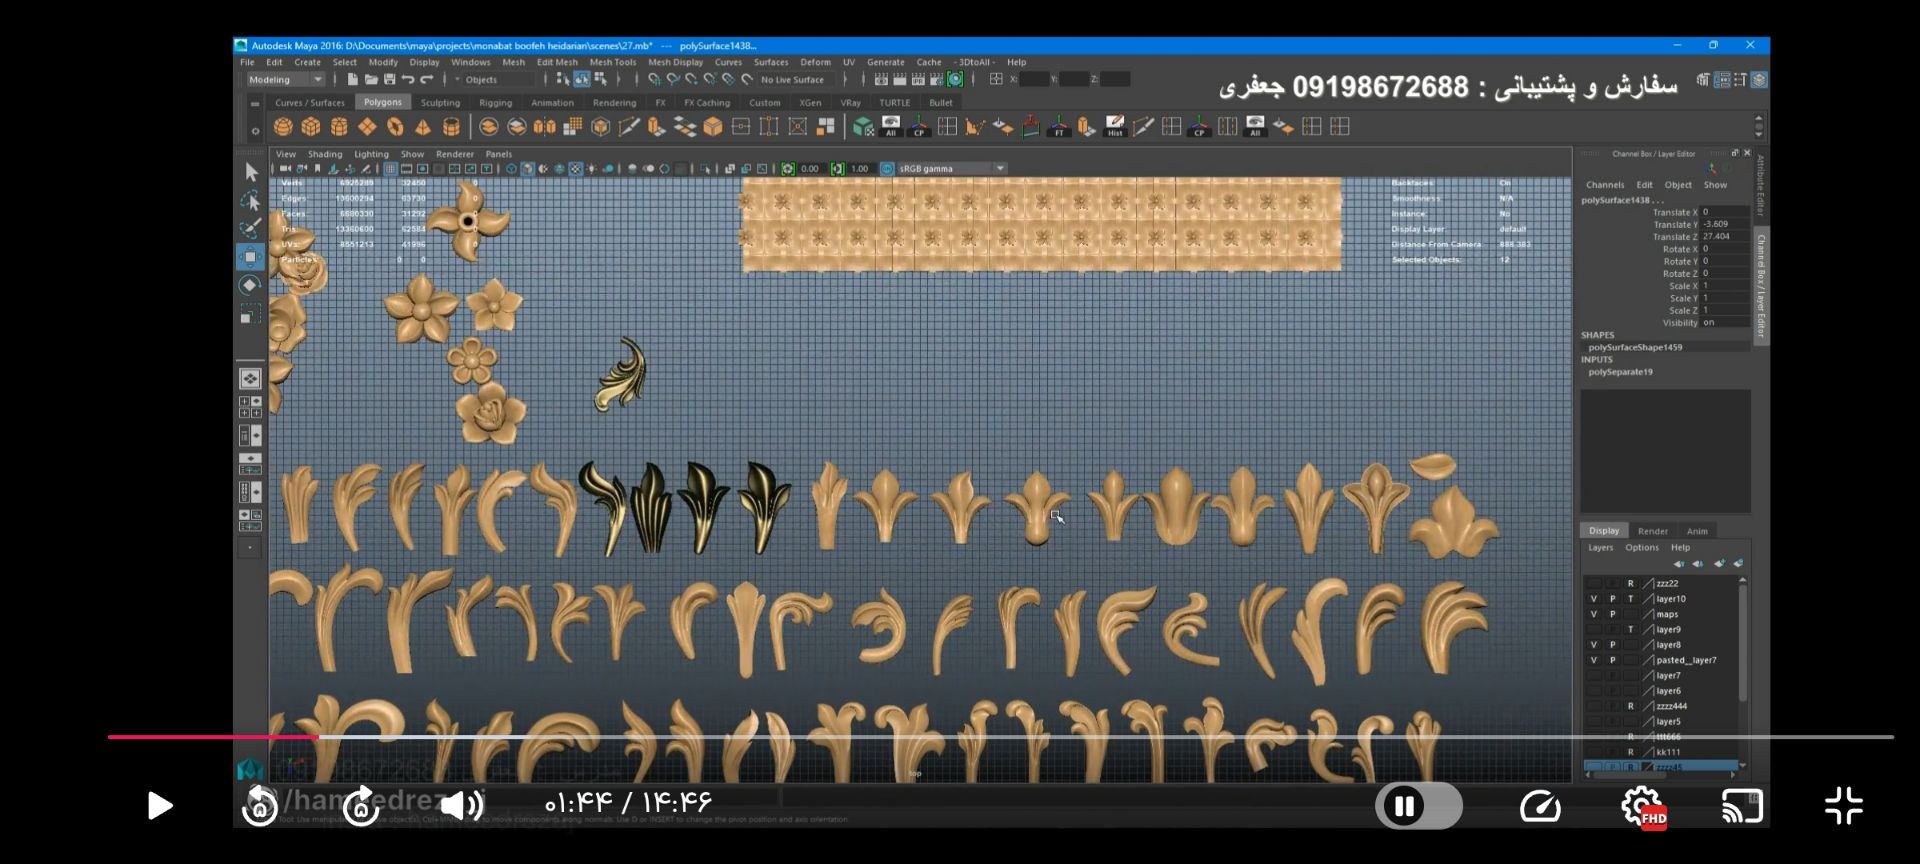 Autodesk Maya 2016: D:\Documents\maya\projects\monabat boofeh heidarian\scenes\27.mb* --- polySurface1438...
File Edit Create Select Modify Display Windows Mesh Edit Mesh Mesh Tools Mesh Display Curves Surfaces Deform UV Generate Cache -3DtoAll- Help
Modeling Objects No Live Surface X: Y: Z:
سفارش و پشتیبانی : 09198672688 جعفری
Curves / Surfaces Polygons Sculpting Rigging Animation Rendering FX FX Caching Custom XGen VRay TURTLE Bullet
All CP FT Hist CP All
View Shading Lighting Show Renderer Panels
0.00 1.00 sRGB gamma
Verts: 6925289 32450 0
Edges: 13600294 63730 0
Faces: 6680330 31292 0
Tris: 13360600 62584 0
UVs: 8551213 41996 0
Particles: 0 0
Backfaces: On
Smoothness: N/A
Instance: No
Display Layer: default
Distance From Camera: 888.383
Selected Objects: 12
top
Channel Box / Layer Editor
Channels Edit Object Show
polySurface1438 . . .
Translate X 0
Translate Y -3.609
Translate Z 27.404
Rotate X 0
Rotate Y 0
Rotate Z 0
Scale X 1
Scale Y 1
Scale Z 1
Visibility on
SHAPES
polySurfaceShape1459
INPUTS
polySeparate19
Attribute Editor
Channel Box / Layer Editor
Display Render Anim
Layers Options Help
R zzz22
V P T layer10
V P maps
T layer9
V P layer8
V P pasted__layer7
layer7
layer6
R zzzz444
layer5
R ttt666
R kk111
P R zzzz45
۰۱:۴۴ / ۱۴:۴۶
FHD